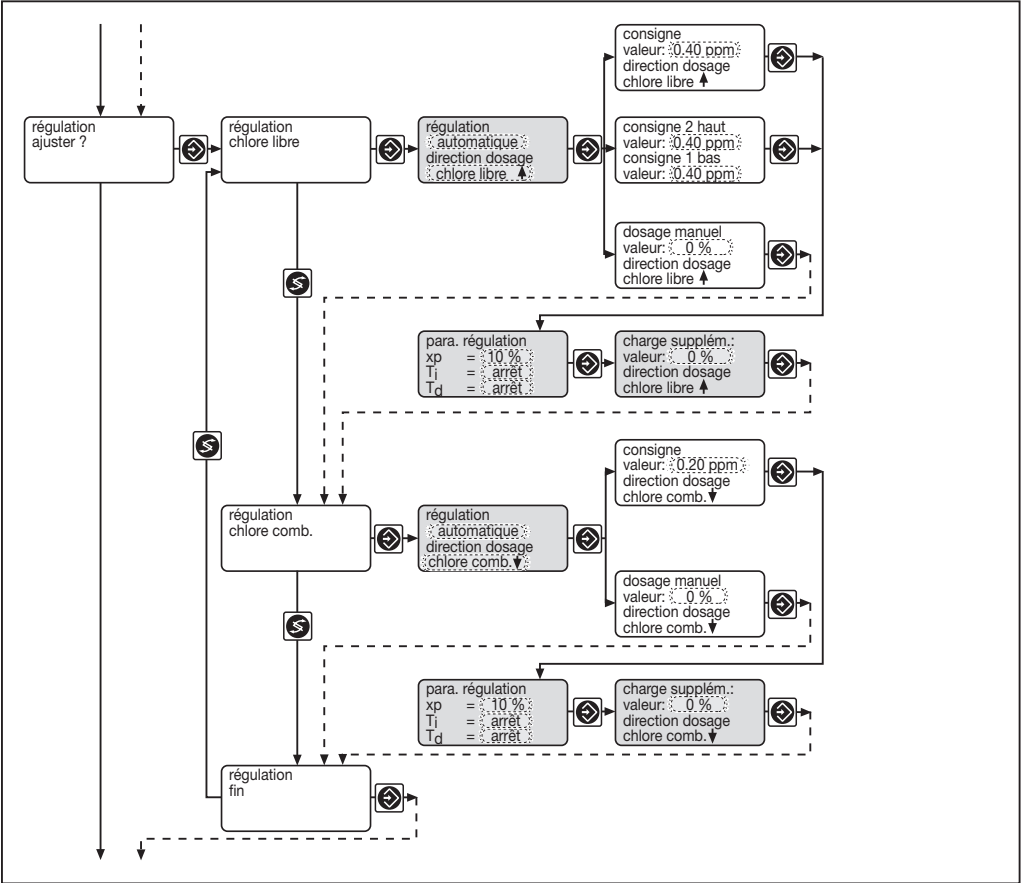 consigne
valeur: 0.40 ppm
direction dosage
chlore libre
régulation
ajuster ?
régulation
chlore libre
régulation
automatique
direction dosage
chlore libre
consigne 2 haut
valeur: 0.40 ppm
consigne 1 bas
valeur: 0.40 ppm
dosage manuel
valeur: 0 %
direction dosage
chlore libre
para. régulation
xp = 10 %
Ti = arrêt
Td = arrêt
charge supplém.:
valeur: 0 %
direction dosage
chlore libre
consigne
valeur: 0.20 ppm
direction dosage
chlore comb.
régulation
chlore comb.
régulation
automatique
direction dosage
chlore comb.
dosage manuel
valeur: 0 %
direction dosage
chlore comb.
para. régulation
xp = 10 %
Ti = arrêt
Td = arrêt
charge supplém.:
valeur: 0 %
direction dosage
chlore comb.
régulation
fin